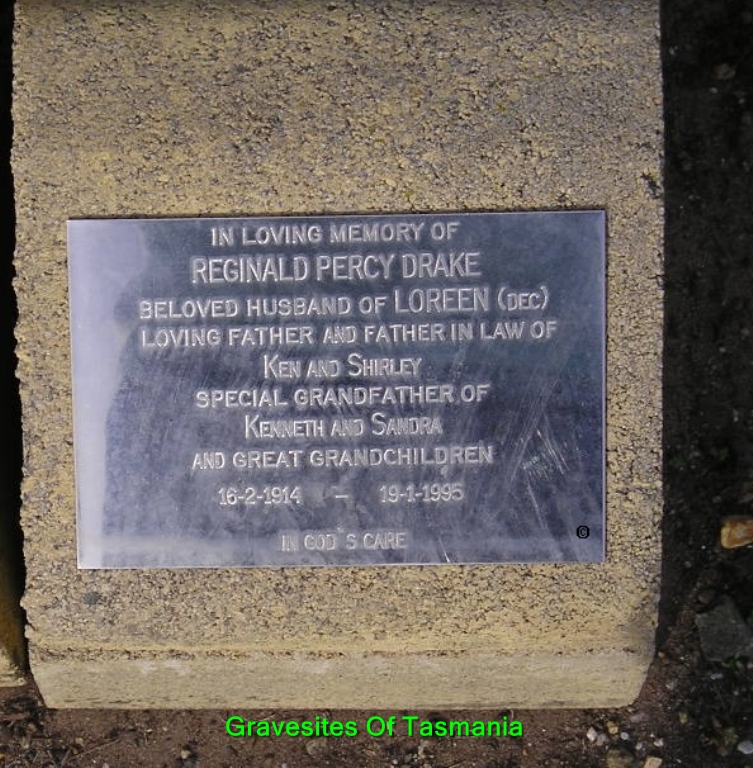 IN LOVING MEMORY OF
REGINALD PERCY DRAKE
BELOVED HUSBAND OF LOREEN (DEC)
LOVING FATHER AND FATHER IN LAW OF
KEN AND SHIRLEY
SPECIAL GRANDFATHER OF
KENNETH AND SANDRA
AND GREAT GRANDCHILDREN
16-2-1914 – 19-1-1995
IN GOD`S CARE
©
Gravesites Of Tasmania